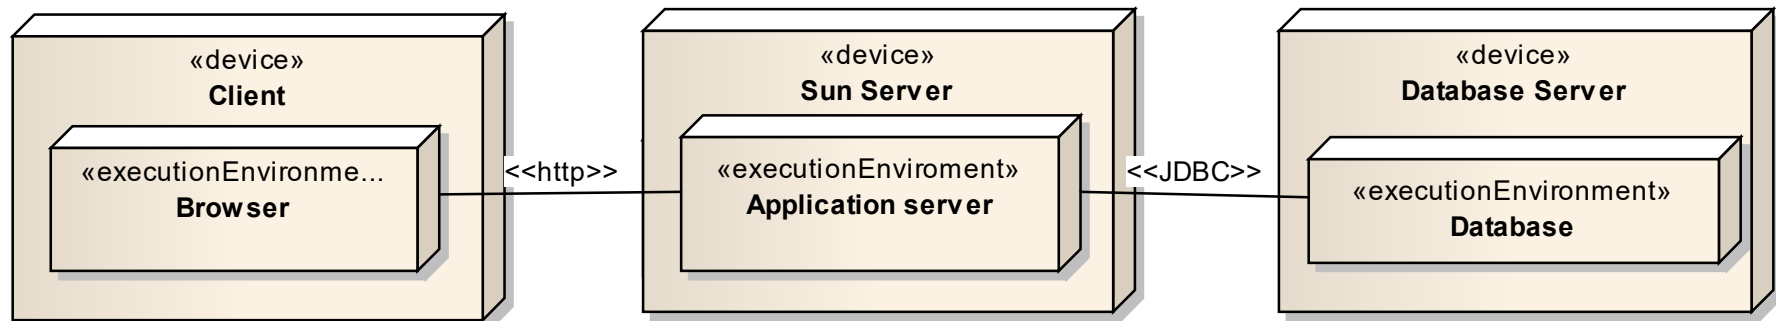 «device»
Client
«executionEnvironme...
Browser
<<http>>
«device»
Sun Server
«executionEnviroment»
Application server
<<JDBC>>
«device»
Database Server
«executionEnvironment»
Database